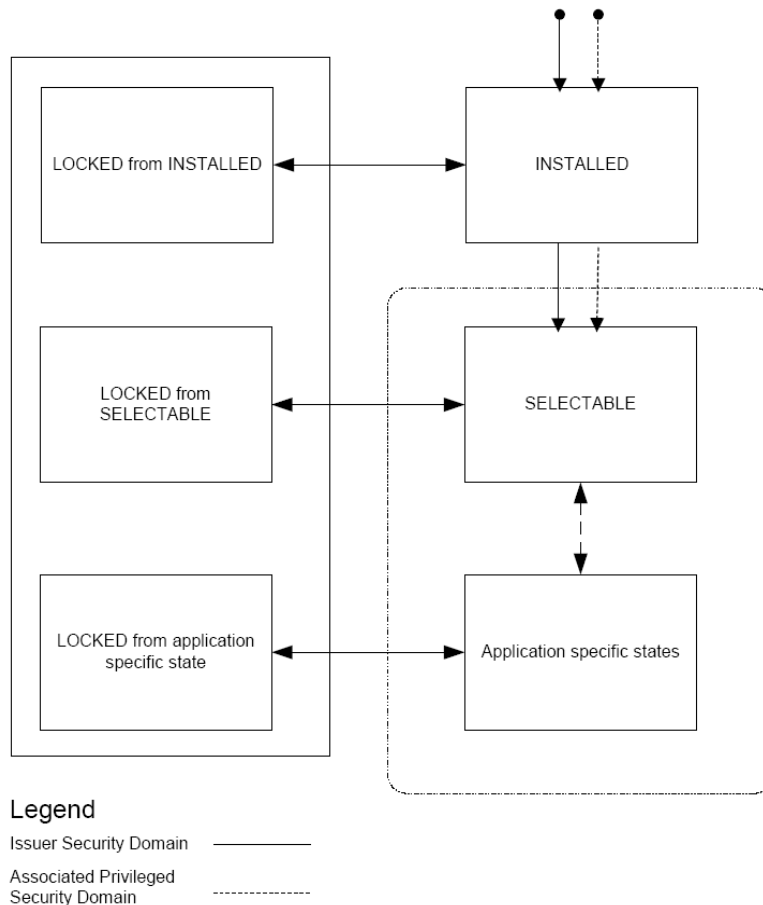 LOCKED from INSTALLED
INSTALLED
LOCKED from
SELECTABLE
SELECTABLE
LOCKED from application
specific state
Application specific states
Legend
Issuer Security Domain
Associated Privileged
Security Domain